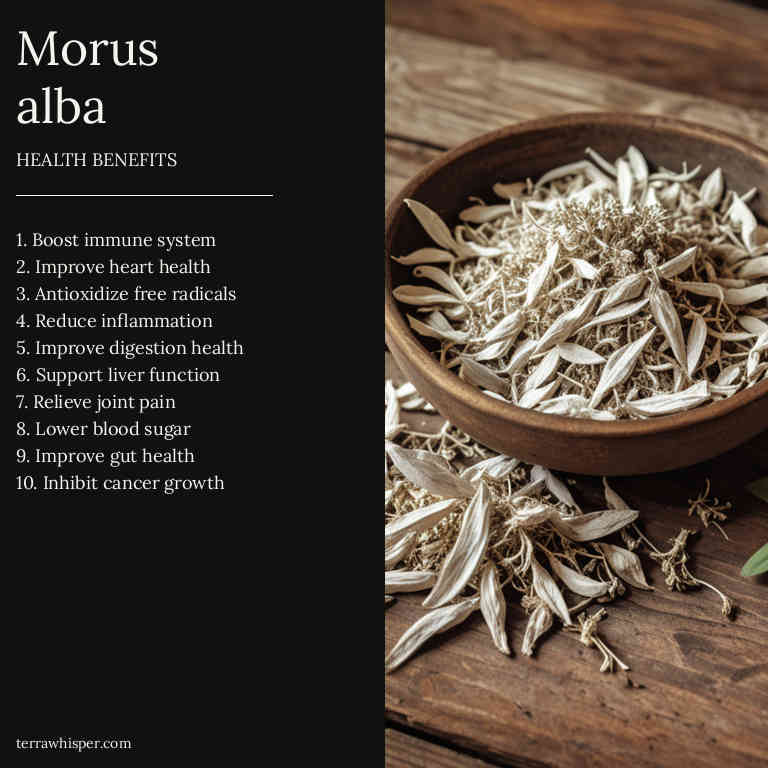 Morus
alba
HEALTH BENEFITS
1. Boost immune system
2. Improve heart health
3. Antioxidize free radicals
4. Reduce inflammation
5. Improve digestion health
6. Support liver function
7. Relieve joint pain
8. Lower blood sugar
9. Improve gut health
10. Inhibit cancer growth
terrawhisper.com